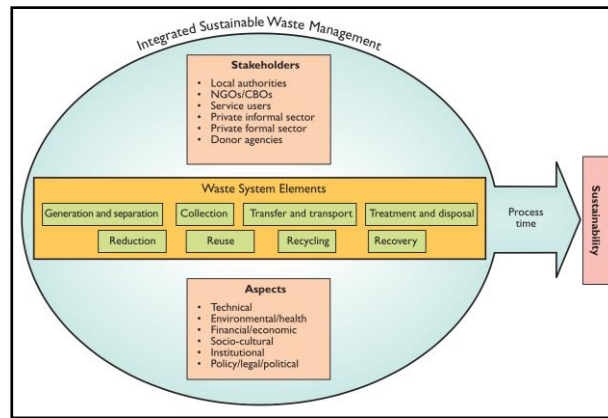 Integrated Sustainable Waste Management
Stakeholders
• Local authorities
• NGOs/CBOs
• Service users
• Private informal sector
• Private formal sector
• Donor agencies
Waste System Elements
Generation and separation
Collection
Transfer and transport
Treatment and disposal
Reduction
Reuse
Recycling
Recovery
Process
time
Sustainability
Aspects
• Technical
• Environmental/health
• Financial/economic
• Socio-cultural
• Institutional
• Policy/legal/political